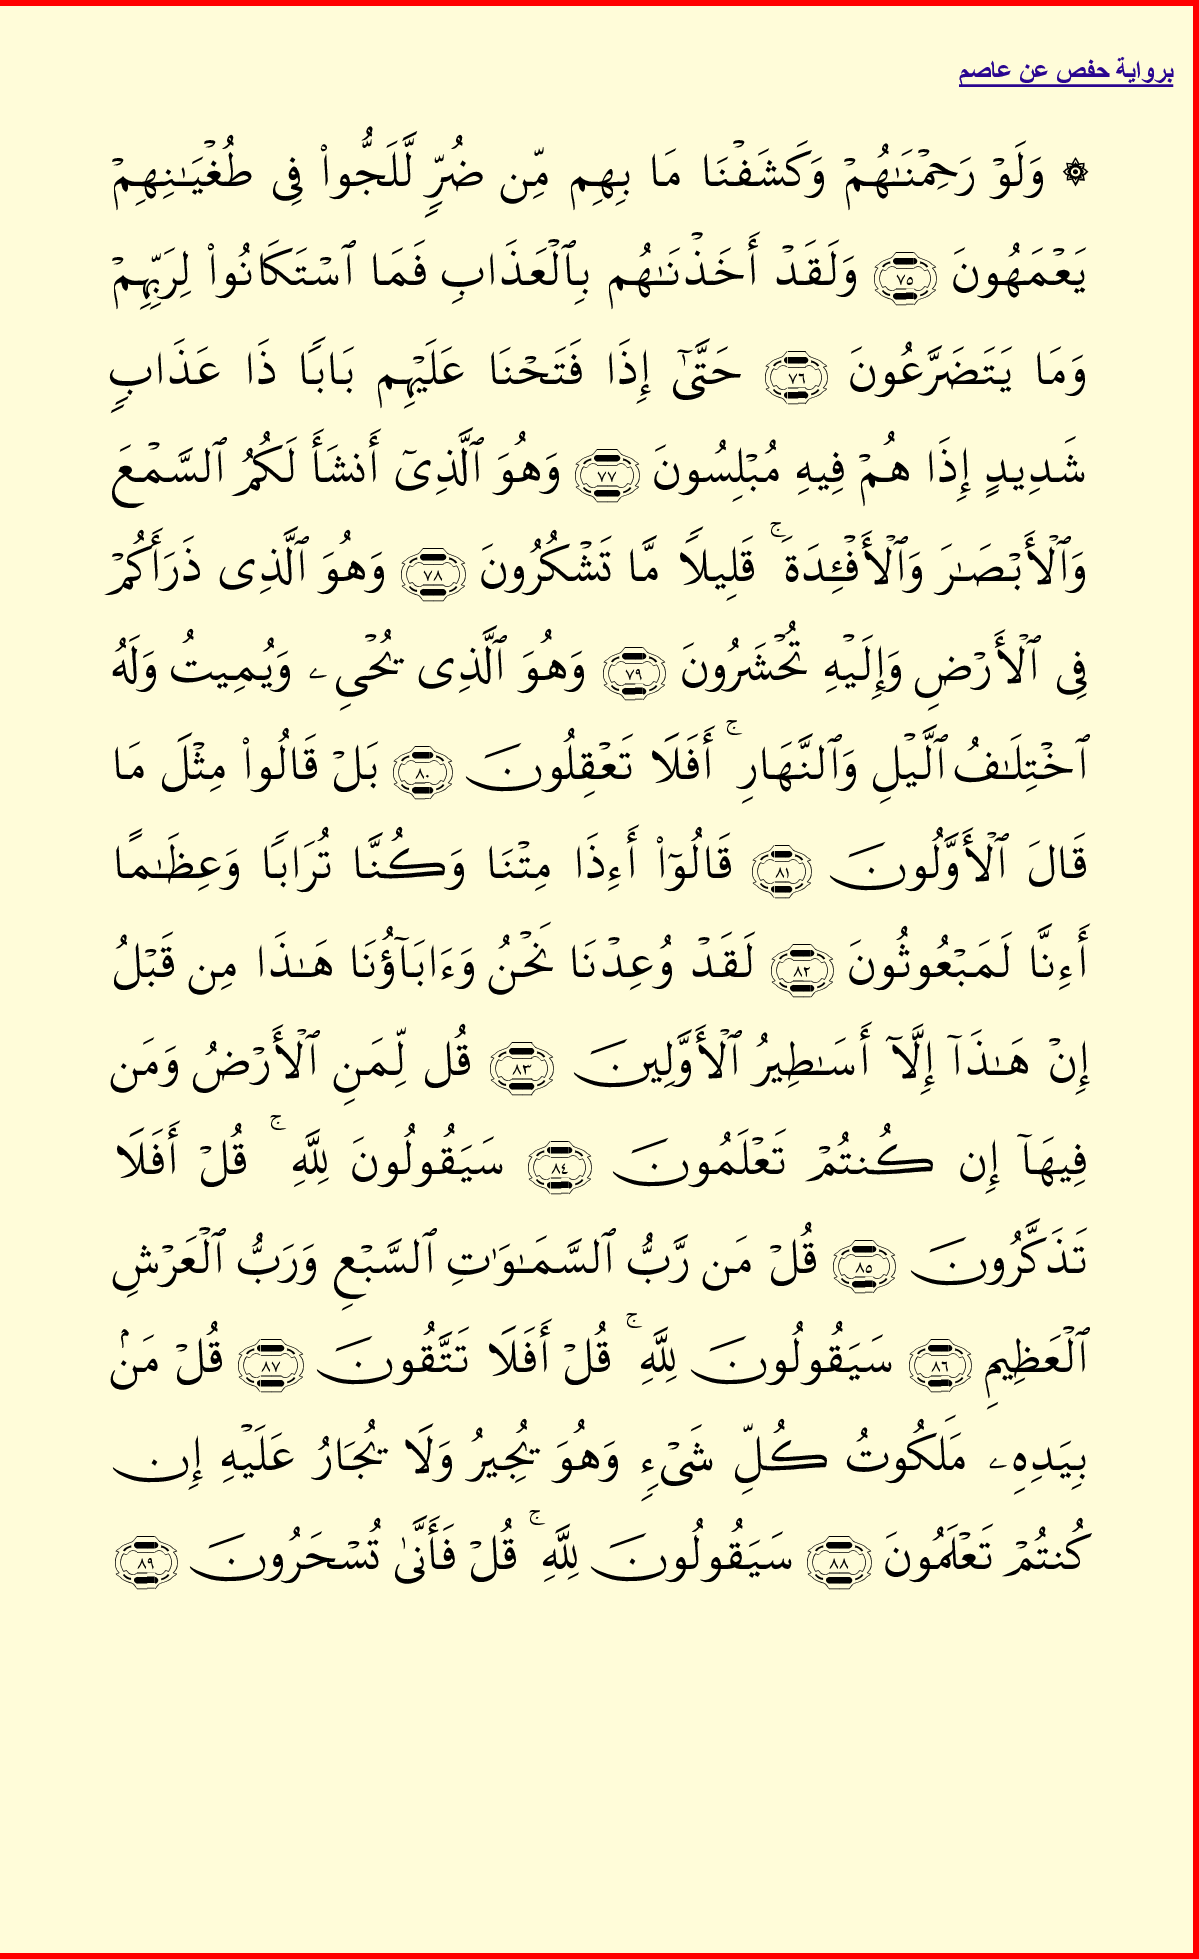 برواية حفص عن عاصم
۞ وَلَوْ رَحِمْنَٰهُمْ وَكَشَفْنَا مَا بِهِم مِّن ضُرٍّ لَّلَجُّوا۟ فِى طُغْيَٰنِهِمْ
يَعْمَهُونَ ٧٥ وَلَقَدْ أَخَذْنَٰهُم بِٱلْعَذَابِ فَمَا ٱسْتَكَانُوا۟ لِرَبِّهِمْ
وَمَا يَتَضَرَّعُونَ ٧٦ حَتَّىٰٓ إِذَا فَتَحْنَا عَلَيْهِم بَابًا ذَا عَذَابٍ
شَدِيدٍ إِذَا هُمْ فِيهِ مُبْلِسُونَ ٧٧ وَهُوَ ٱلَّذِىٓ أَنشَأَ لَكُمُ ٱلسَّمْعَ
وَٱلْأَبْصَٰرَ وَٱلْأَفْـِٔدَةَ ۚ قَلِيلًا مَّا تَشْكُرُونَ ٧٨ وَهُوَ ٱلَّذِى ذَرَأَكُمْ
فِى ٱلْأَرْضِ وَإِلَيْهِ تُحْشَرُونَ ٧٩ وَهُوَ ٱلَّذِى يُحْىِۦ وَيُمِيتُ وَلَهُ
ٱخْتِلَٰفُ ٱلَّيْلِ وَٱلنَّهَارِ ۚ أَفَلَا تَعْقِلُونَ ٨٠ بَلْ قَالُوا۟ مِثْلَ مَا
قَالَ ٱلْأَوَّلُونَ ٨١ قَالُوٓا۟ أَءِذَا مِتْنَا وَكُنَّا تُرَابًا وَعِظَٰمًا
أَءِنَّا لَمَبْعُوثُونَ ٨٢ لَقَدْ وُعِدْنَا نَحْنُ وَءَابَآؤُنَا هَٰذَا مِن قَبْلُ
إِنْ هَٰذَآ إِلَّآ أَسَٰطِيرُ ٱلْأَوَّلِينَ ٨٣ قُل لِّمَنِ ٱلْأَرْضُ وَمَن
فِيهَآ إِن كُنتُمْ تَعْلَمُونَ ٨٤ سَيَقُولُونَ لِلَّهِ ۚ قُلْ أَفَلَا
تَذَكَّرُونَ ٨٥ قُلْ مَن رَّبُّ ٱلسَّمَٰوَٰتِ ٱلسَّبْعِ وَرَبُّ ٱلْعَرْشِ
ٱلْعَظِيمِ ٨٦ سَيَقُولُونَ لِلَّهِ ۚ قُلْ أَفَلَا تَتَّقُونَ ٨٧ قُلْ مَنۢ
بِيَدِهِۦ مَلَكُوتُ كُلِّ شَىْءٍ وَهُوَ يُجِيرُ وَلَا يُجَارُ عَلَيْهِ إِن
كُنتُمْ تَعْلَمُونَ ٨٨ سَيَقُولُونَ لِلَّهِ ۚ قُلْ فَأَنَّىٰ تُسْحَرُونَ ٨٩